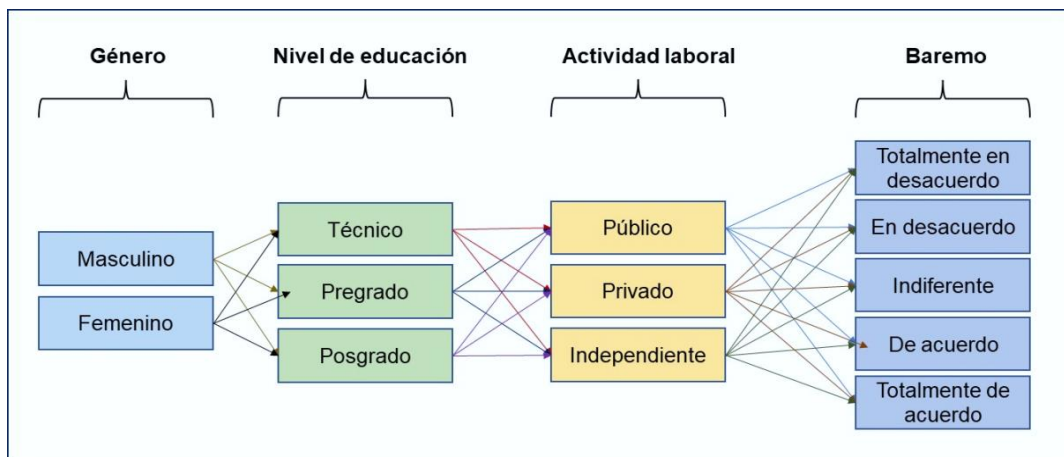 Género
Nivel de educación
Actividad laboral
Baremo
Masculino
Femenino
Técnico
Pregrado
Posgrado
Público
Privado
Independiente
Totalmente en
desacuerdo
En desacuerdo
Indiferente
De acuerdo
Totalmente de
acuerdo